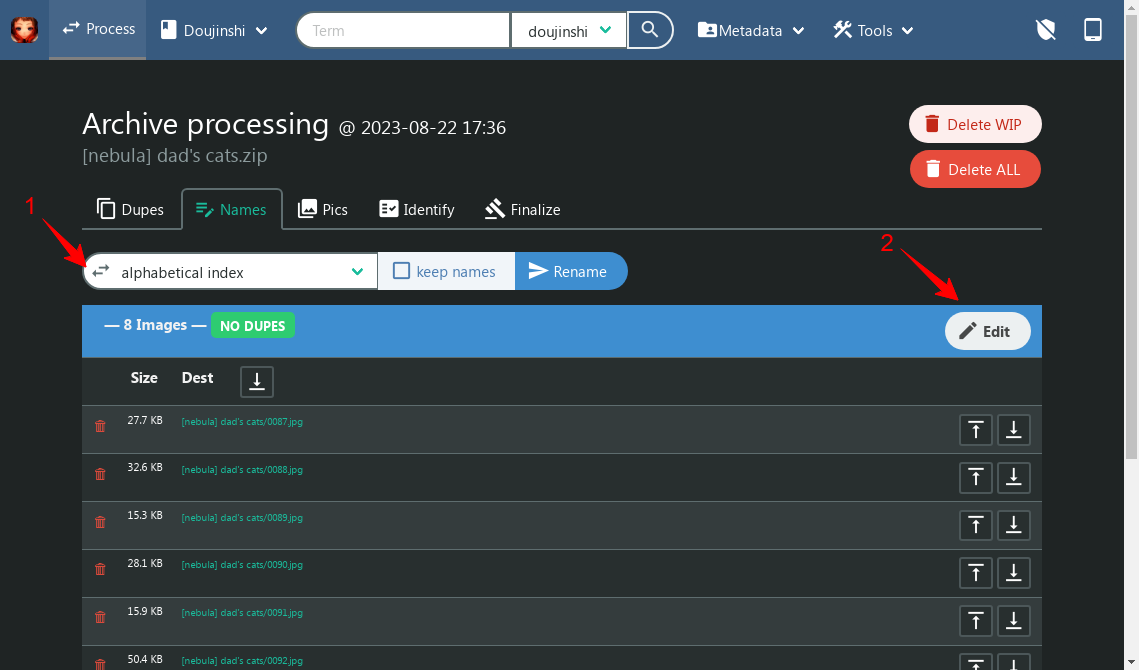 Process Doujinshi Term doujinshi Metadata Tools
Archive processing @ 2023-08-22 17:36
Delete WIP
[nebula] dad's cats.zip
Delete ALL
Dupes Names Pics Identify Finalize
1
2
alphabetical index keep names Rename
— 8 Images — NO DUPES Edit
Size Dest
27.7 KB [nebula] dad's cats/0087.jpg
32.6 KB [nebula] dad's cats/0088.jpg
15.3 KB [nebula] dad's cats/0089.jpg
28.1 KB [nebula] dad's cats/0090.jpg
15.9 KB [nebula] dad's cats/0091.jpg
50.4 KB [nebula] dad's cats/0092.jpg